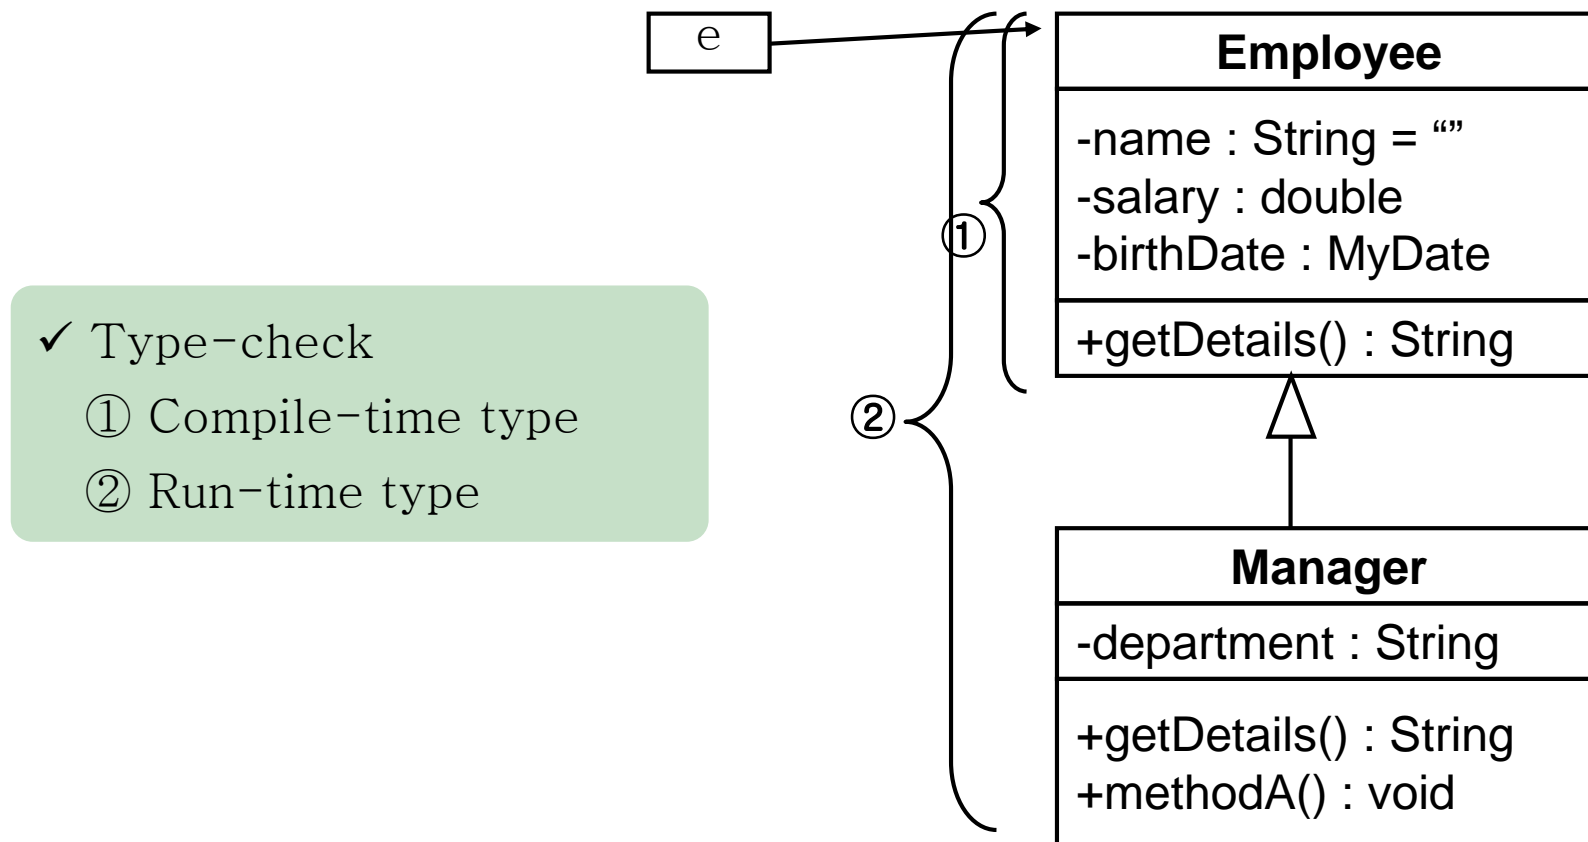 e
Employee
-name : String = “”
-salary : double
-birthDate : MyDate
+getDetails() : String
①
✓ Type-check
① Compile-time type
② Run-time type
②
Manager
-department : String
+getDetails() : String
+methodA() : void